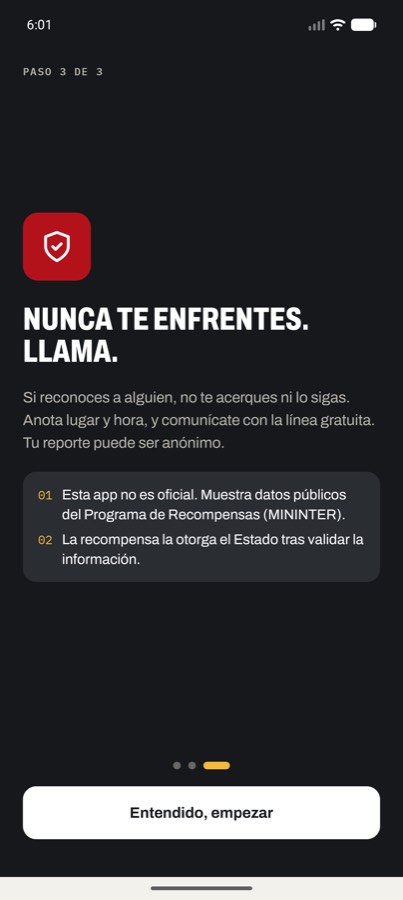 6:01
PASO 3 DE 3
NUNCA TE ENFRENTES.
LLAMA.
Si reconoces a alguien, no te acerques ni lo sigas.
Anota lugar y hora, y comunícate con la línea gratuita.
Tu reporte puede ser anónimo.
01 Esta app no es oficial. Muestra datos públicos
del Programa de Recompensas (MININTER).
02 La recompensa la otorga el Estado tras validar la
información.
Entendido, empezar